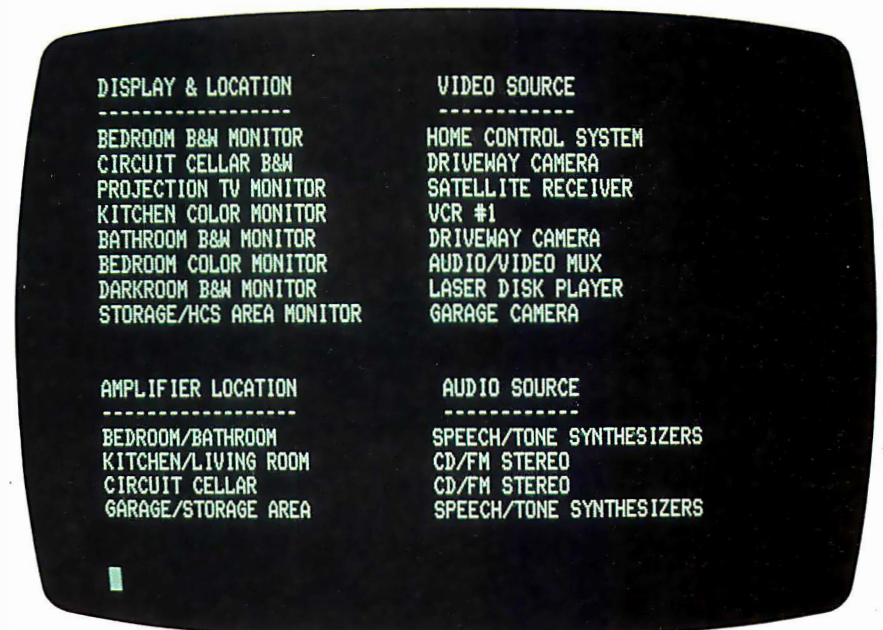 DISPLAY & LOCATION VIDEO SOURCE
------------------ ------------
BEDROOM B&W MONITOR HOME CONTROL SYSTEM
CIRCUIT CELLAR B&W DRIVEWAY CAMERA
PROJECTION TV MONITOR SATELLITE RECEIVER
KITCHEN COLOR MONITOR VCR #1
BATHROOM B&W MONITOR DRIVEWAY CAMERA
BEDROOM COLOR MONITOR AUDIO/VIDEO MUX
DARKROOM B&W MONITOR LASER DISK PLAYER
STORAGE/HCS AREA MONITOR GARAGE CAMERA
AMPLIFIER LOCATION AUDIO SOURCE
------------------ ------------
BEDROOM/BATHROOM SPEECH/TONE SYNTHESIZERS
KITCHEN/LIVING ROOM CD/FM STEREO
CIRCUIT CELLAR CD/FM STEREO
GARAGE/STORAGE AREA SPEECH/TONE SYNTHESIZERS